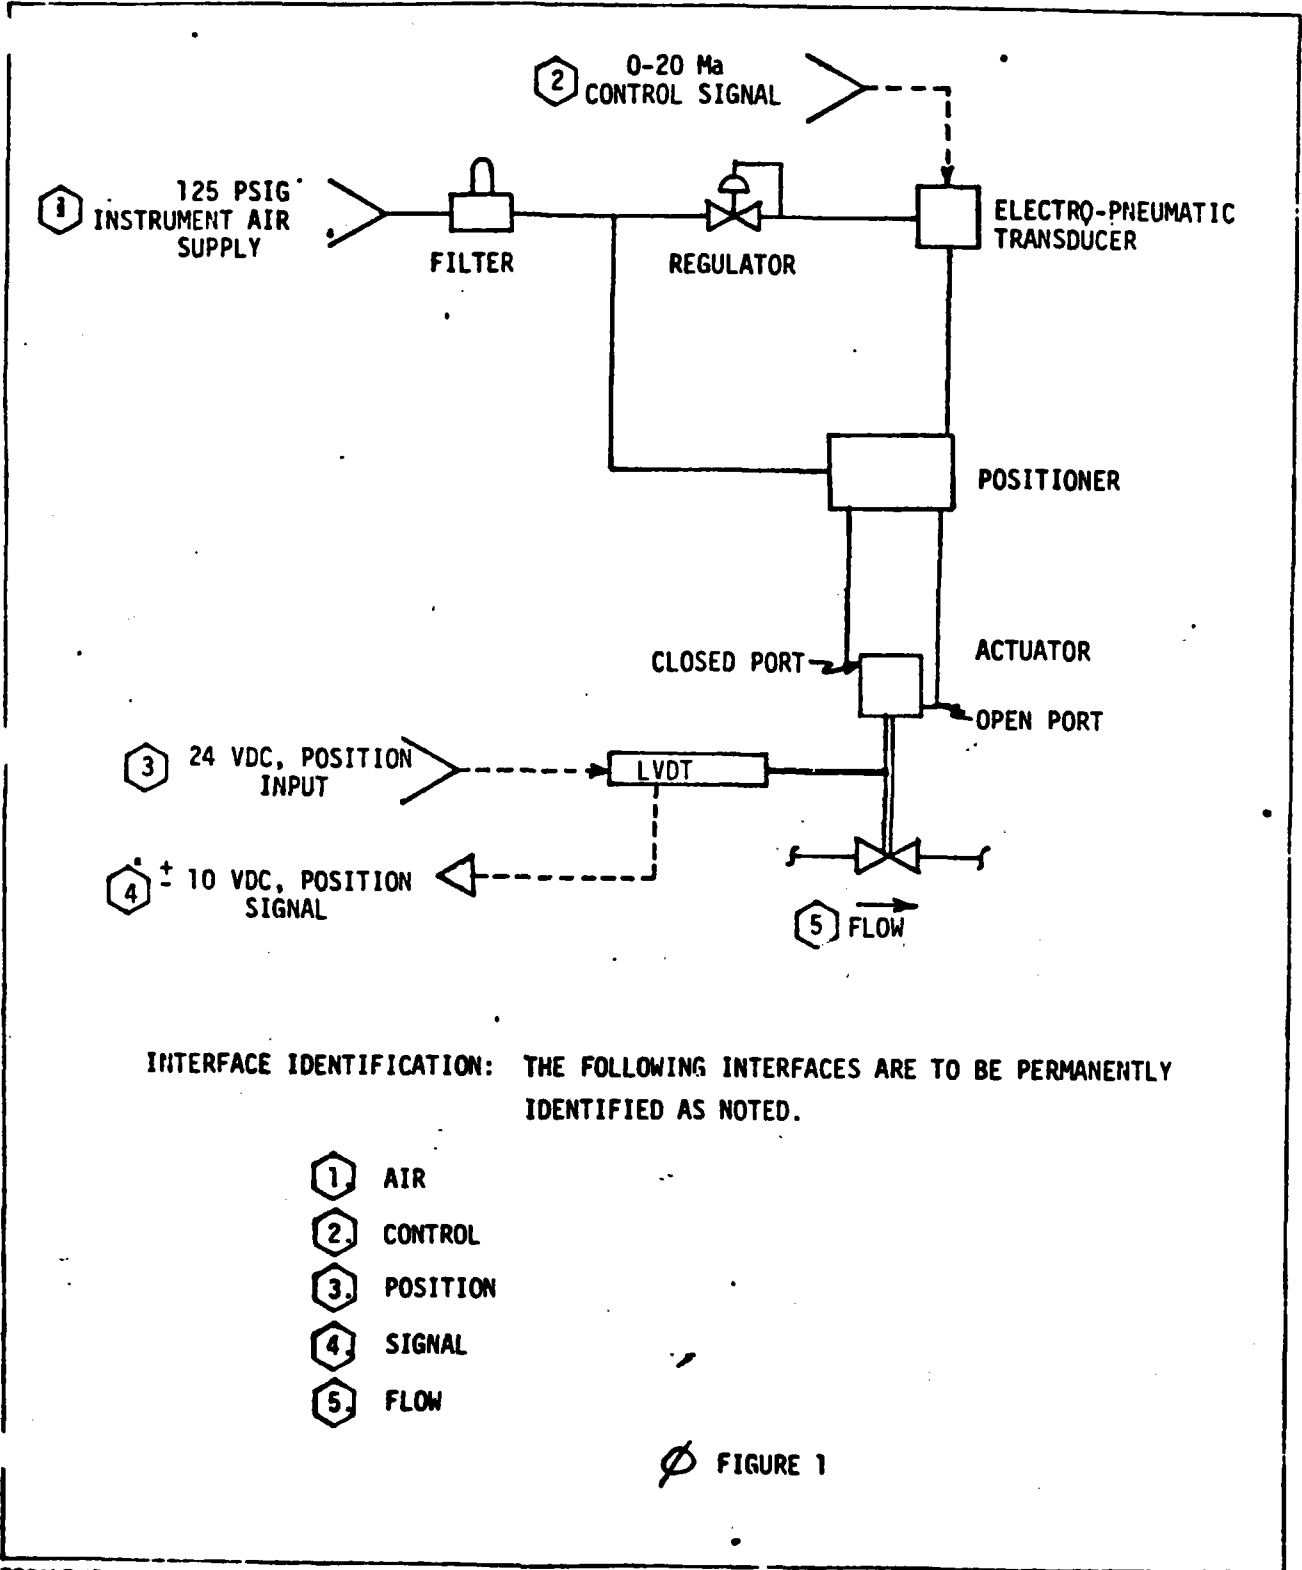 0-20 Ma
2 CONTROL SIGNAL
125 PSIG
1 INSTRUMENT AIR
SUPPLY
FILTER
REGULATOR
ELECTRO-PNEUMATIC
TRANSDUCER
POSITIONER
CLOSED PORT
ACTUATOR
OPEN PORT
3 24 VDC, POSITION
INPUT
LVDT
4 ± 10 VDC, POSITION
SIGNAL
5 FLOW
INTERFACE IDENTIFICATION: THE FOLLOWING INTERFACES ARE TO BE PERMANENTLY
IDENTIFIED AS NOTED.
1. AIR
2. CONTROL
3. POSITION
4. SIGNAL
5. FLOW
Ø FIGURE 1